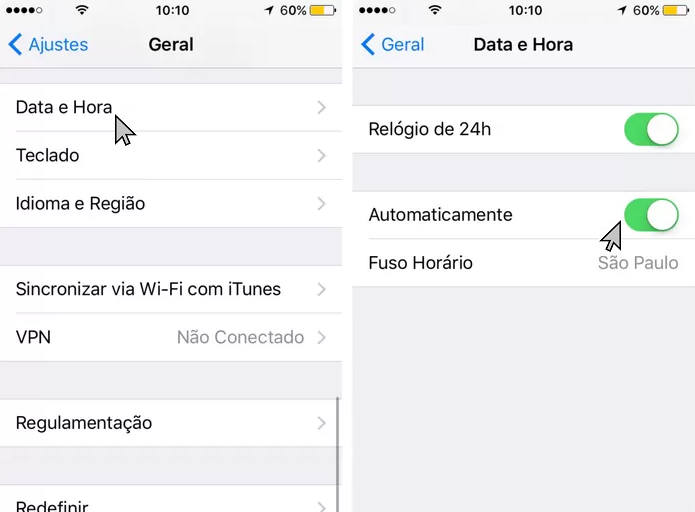 10:10
60%
Ajustes
Geral
Data e Hora
Teclado
Idioma e Região
Sincronizar via Wi-Fi com iTunes
VPN
Não Conectado
Regulamentação
Redefinir
10:10
60%
Geral
Data e Hora
Relógio de 24h
Automaticamente
Fuso Horário
São Paulo